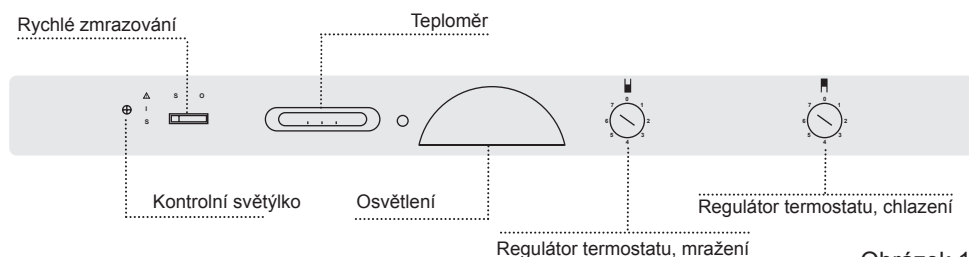 Rychlé zmrazování
Teploměr
S O
I
S
0
7 1
6 2
5 3
4
0
7 1
6 2
5 3
4
Kontrolní světýlko
Osvětlení
Regulátor termostatu, chlazení
Regulátor termostatu, mražení